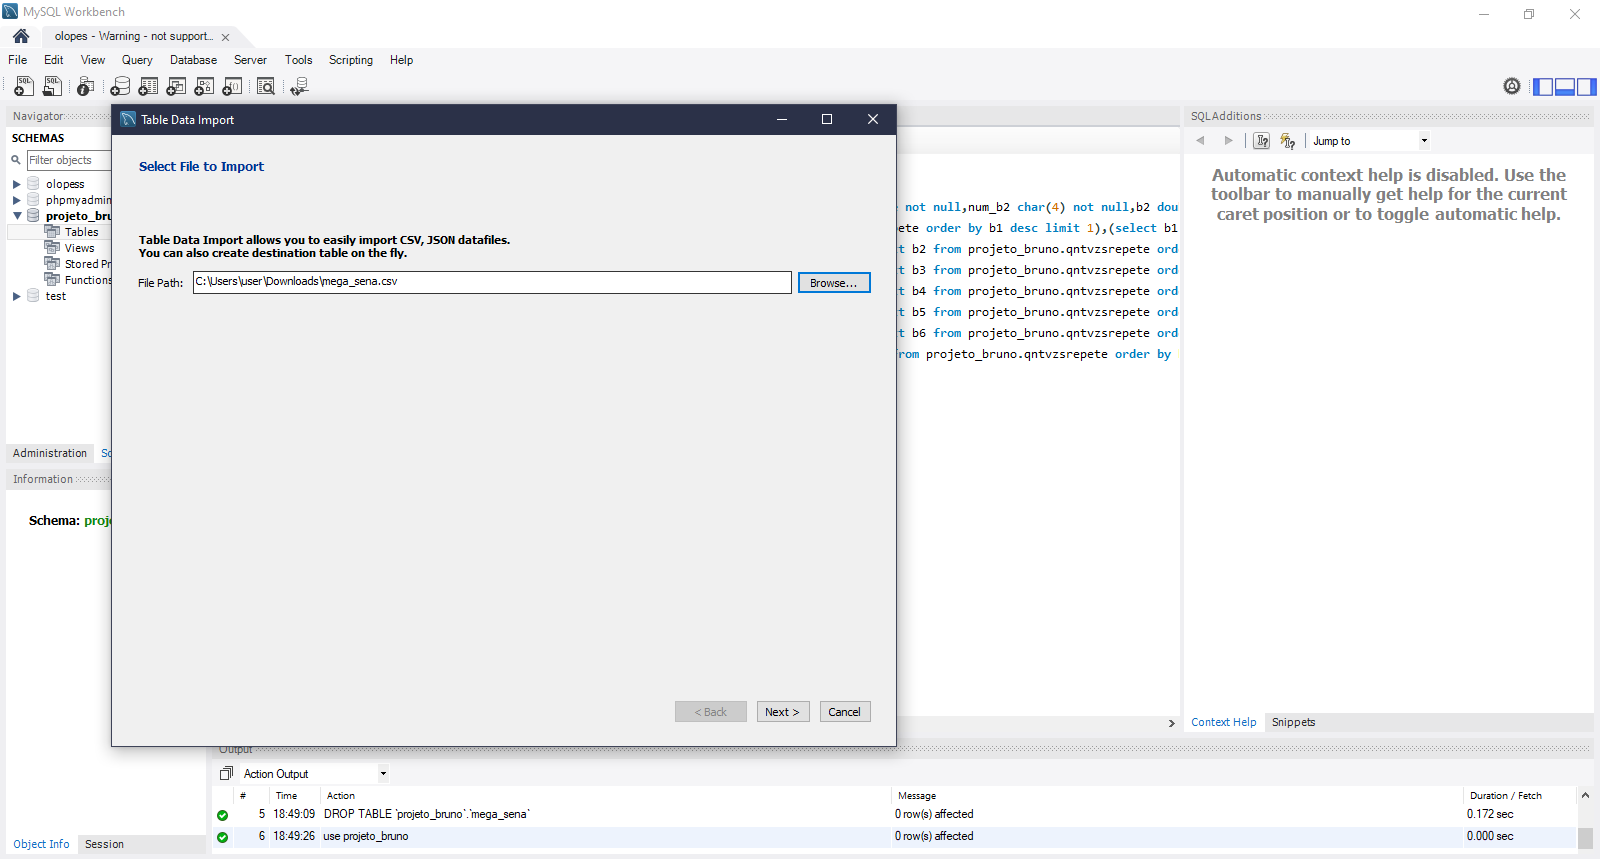 MySQL Workbench
olopes - Warning - not support...
File Edit View Query Database Server Tools Scripting Help
Navigator
SCHEMAS
Filter objects
olopess
phpmyadmin
projeto_bru
Tables
Views
Stored Pr
Functions
test
Administration Sc
Information
Schema: proje
Object Info Session
Table Data Import
Select File to Import
Table Data Import allows you to easily import CSV, JSON datafiles.
You can also create destination table on the fly.
File Path: C:\Users\user\Downloads\mega_sena.csv Browse...
< Back Next > Cancel
not null,num_b2 char(4) not null,b2 dou
pete order by b1 desc limit 1),(select b1
t b2 from projeto_bruno.qntvzsrepete ord
t b3 from projeto_bruno.qntvzsrepete ord
t b4 from projeto_bruno.qntvzsrepete ord
t b5 from projeto_bruno.qntvzsrepete ord
t b6 from projeto_bruno.qntvzsrepete ord
from projeto_bruno.qntvzsrepete order by
SQLAdditions
Jump to
Automatic context help is disabled. Use the
toolbar to manually get help for the current
caret position or to toggle automatic help.
Context Help Snippets
Output
Action Output
# Time Action Message Duration / Fetch
5 18:49:09 DROP TABLE `projeto_bruno`.`mega_sena` 0 row(s) affected 0.172 sec
6 18:49:26 use projeto_bruno 0 row(s) affected 0.000 sec